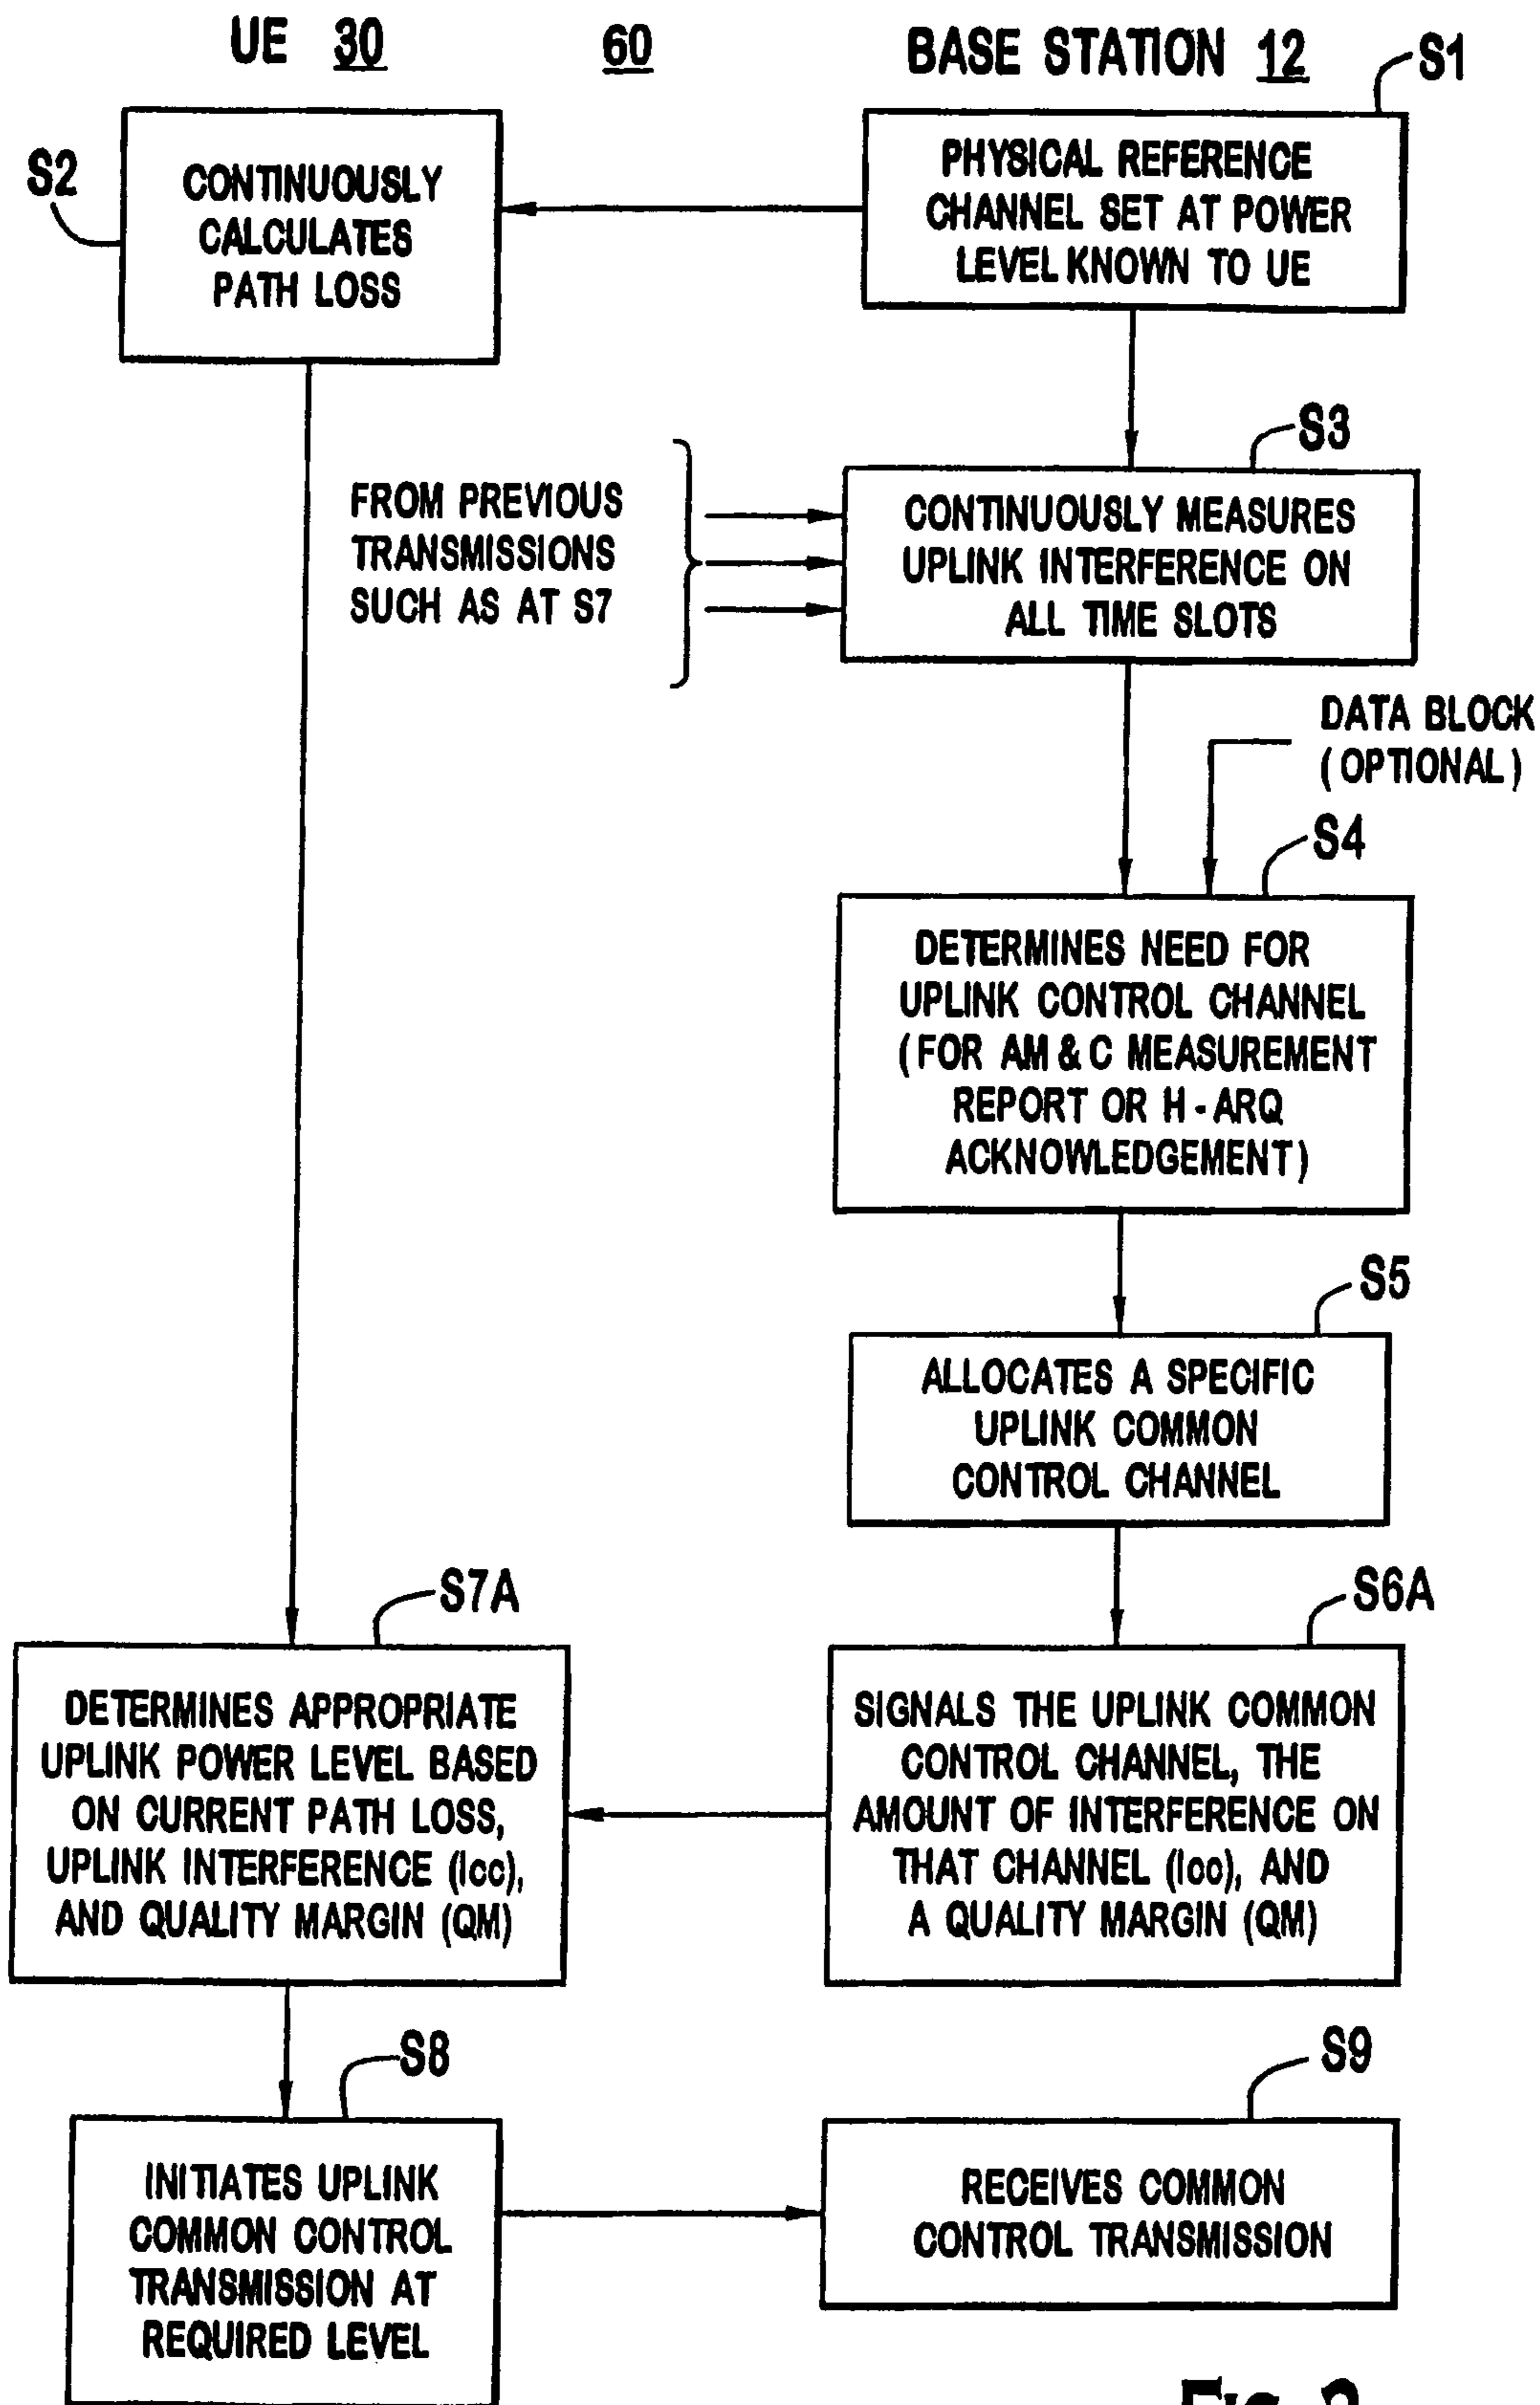 UE 30
60
BASE STATION 12
S1
PHYSICAL REFERENCE
CHANNEL SET AT POWER
LEVEL KNOWN TO UE
S2
CONTINUOUSLY
CALCULATES
PATH LOSS
S3
FROM PREVIOUS
TRANSMISSIONS
SUCH AS AT S7
CONTINUOUSLY MEASURES
UPLINK INTERFERENCE ON
ALL TIME SLOTS
DATA BLOCK
(OPTIONAL)
S4
DETERMINES NEED FOR
UPLINK CONTROL CHANNEL
(FOR AM & C MEASUREMENT
REPORT OR H - ARQ
ACKNOWLEDGEMENT)
S5
ALLOCATES A SPECIFIC
UPLINK COMMON
CONTROL CHANNEL
S7A
DETERMINES APPROPRIATE
UPLINK POWER LEVEL BASED
ON CURRENT PATH LOSS,
UPLINK INTERFERENCE (Icc),
AND QUALITY MARGIN (QM)
S6A
SIGNALS THE UPLINK COMMON
CONTROL CHANNEL, THE
AMOUNT OF INTERFERENCE ON
THAT CHANNEL (Icc), AND
A QUALITY MARGIN (QM)
S8
INITIATES UPLINK
COMMON CONTROL
TRANSMISSION AT
REQUIRED LEVEL
S9
RECEIVES COMMON
CONTROL TRANSMISSION